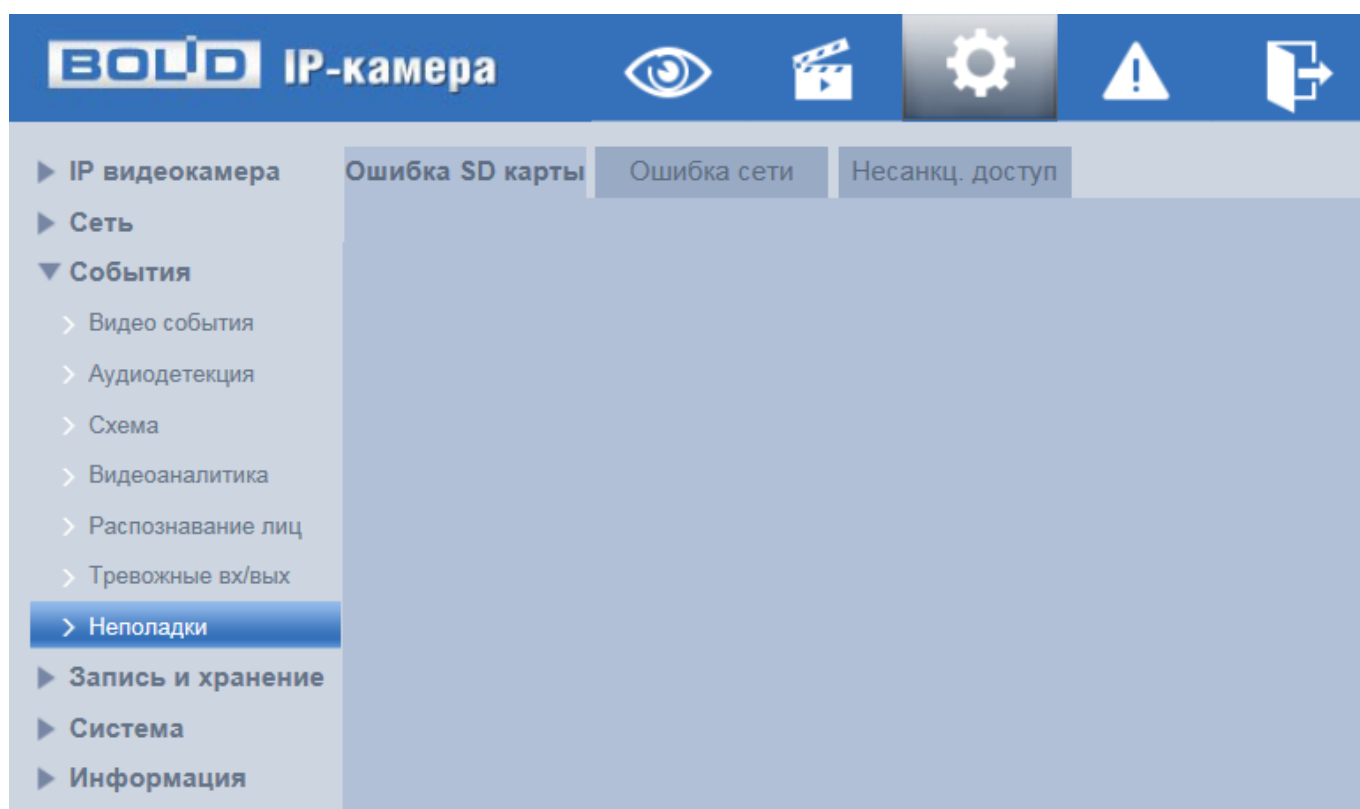 BOLID IP-камера
IP видеокамера
Сеть
События
Видео события
Аудиодетекция
Схема
Видеоаналитика
Распознавание лиц
Тревожные вх/вых
Неполадки
Запись и хранение
Система
Информация
Ошибка SD карты Ошибка сети Несанкц. доступ